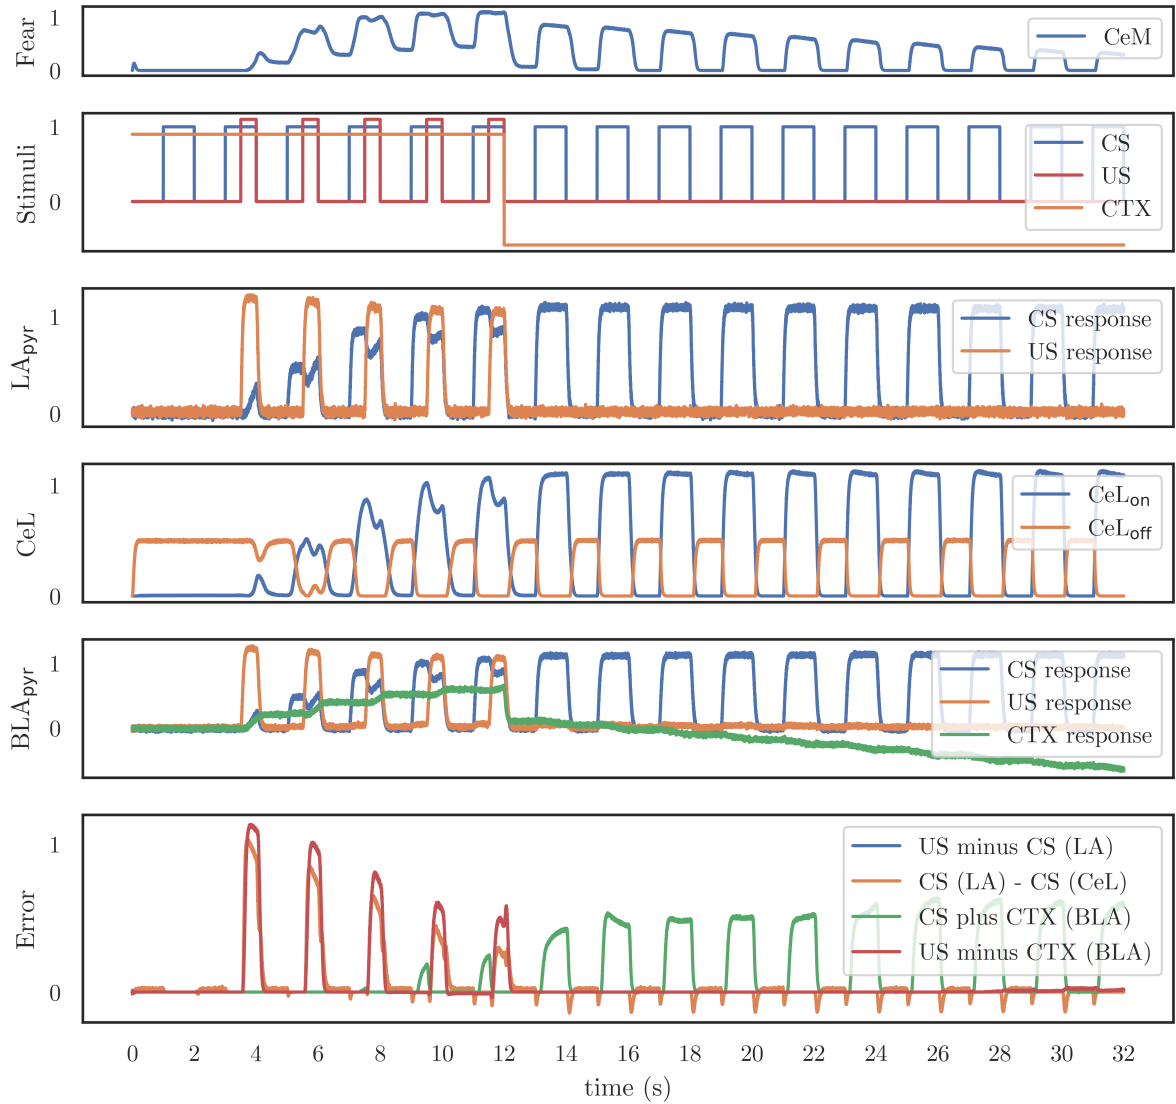 Fear
1
0
CeM
Stimuli
1
0
CS
US
CTX
LApyr
1
0
CS response
US response
CeL
1
0
CeLon
CeLoff
BLApyr
1
0
CS response
US response
CTX response
Error
1
0
US minus CS (LA)
CS (LA) - CS (CeL)
CS plus CTX (BLA)
US minus CTX (BLA)
0 2 4 6 8 10 12 14 16 18 20 22 24 26 28 30 32
time (s)